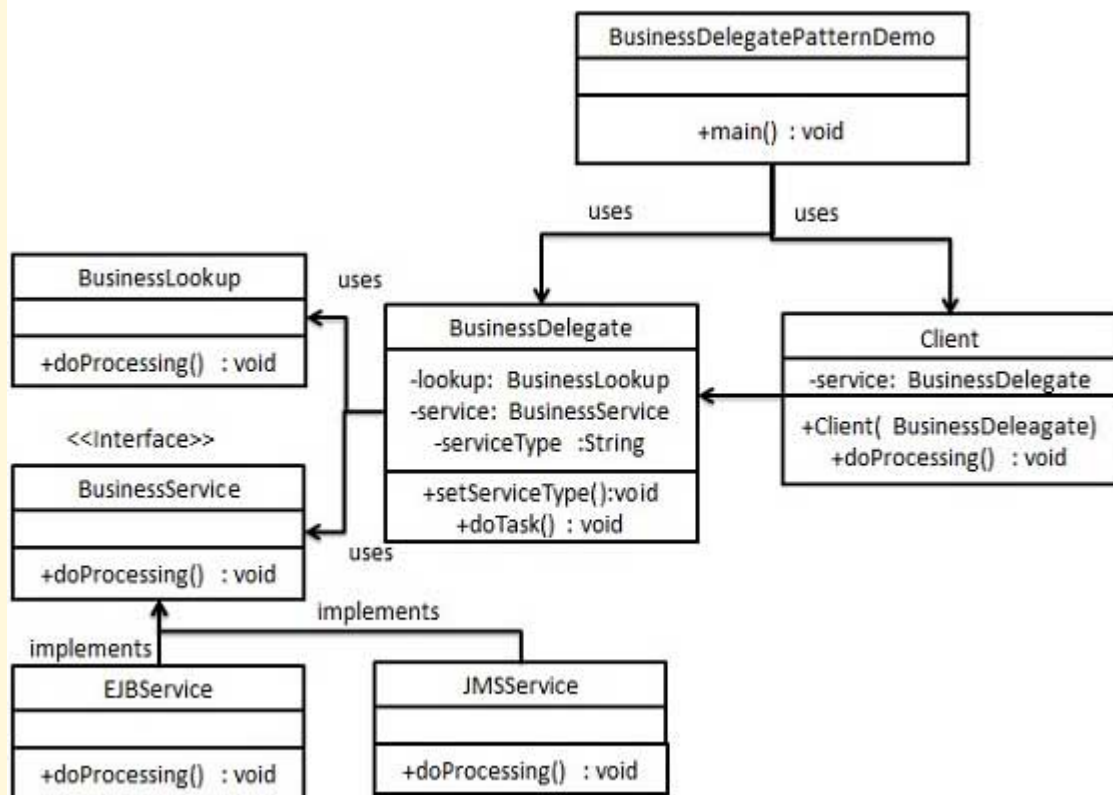 BusinessDelegatePatternDemo
+main() : void
uses
uses
BusinessLookup
+doProcessing() : void
uses
BusinessDelegate
-lookup: BusinessLookup
-service: BusinessService
-serviceType :String
+setServiceType():void
+doTask() : void
Client
-service: BusinessDelegate
+Client( BusinessDeleagate)
+doProcessing() : void
<<Interface>>
BusinessService
+doProcessing() : void
uses
implements
implements
EJBService
+doProcessing() : void
JMSService
+doProcessing() : void